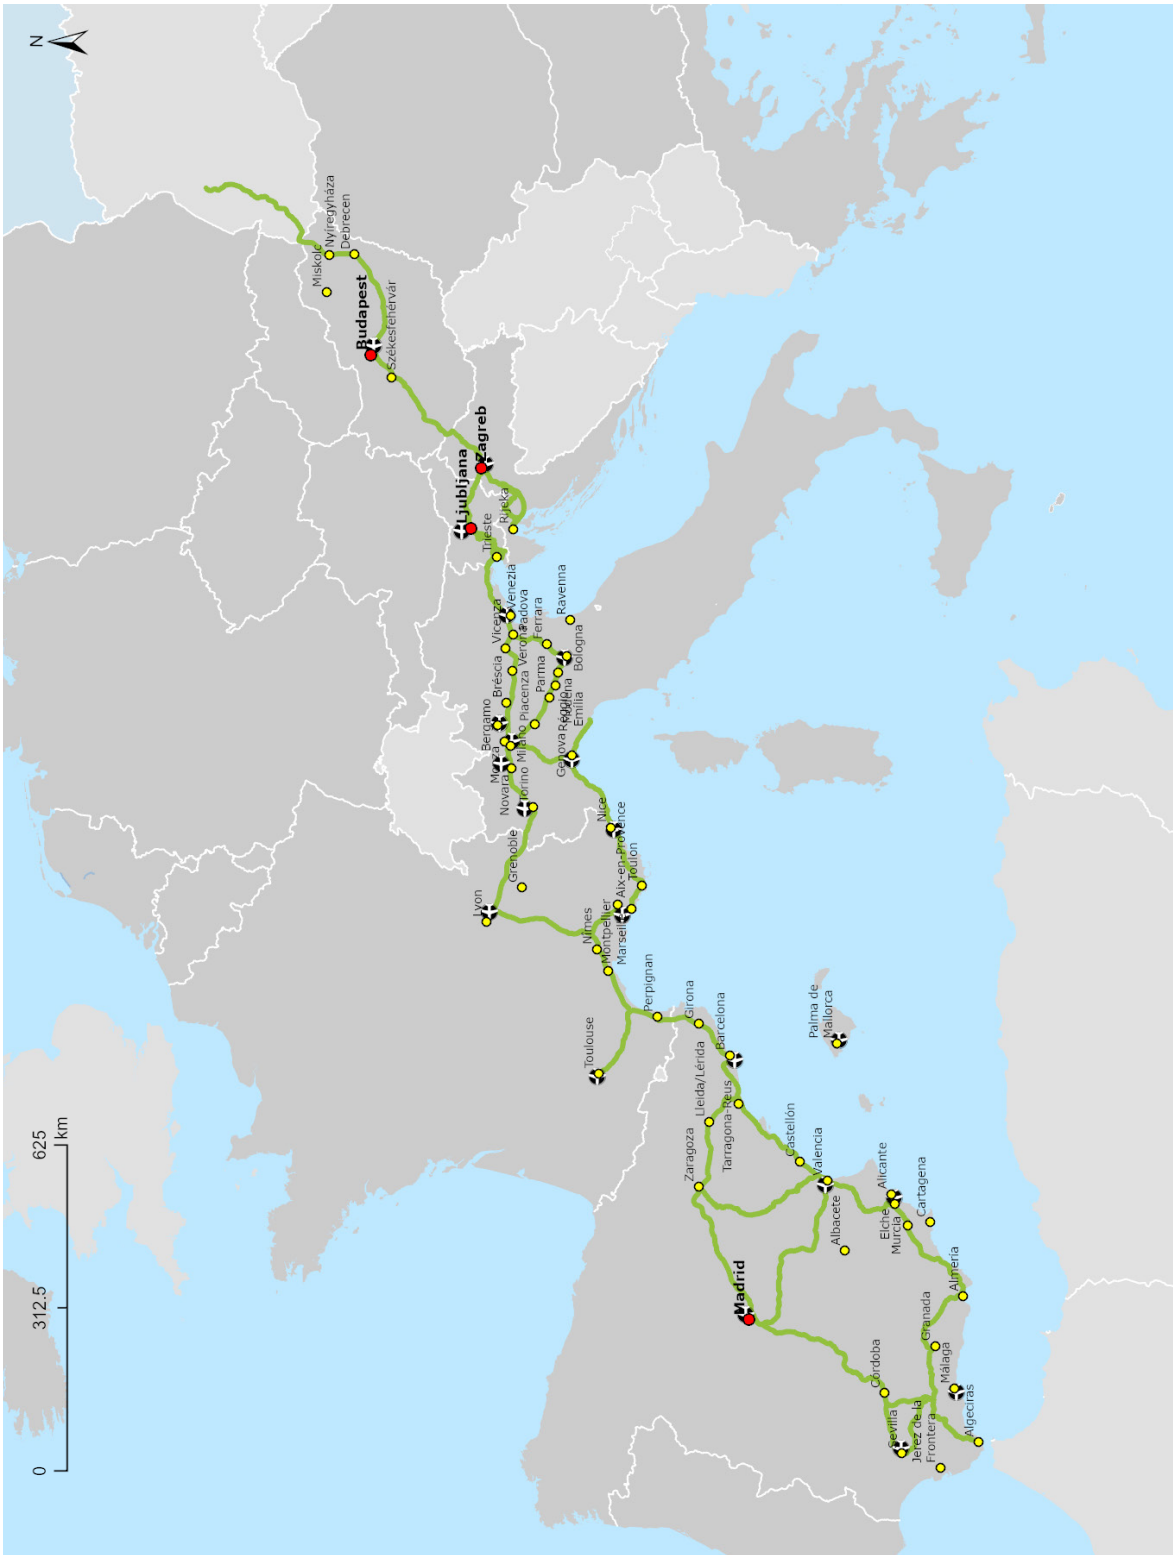 N
0
312.5
625
km
Miskolc
Nyíregyháza
Debrecen
Budapest
Székesfehérvár
Ljubljana
Zagreb
Trieste
Rijeka
Vicenza
Venezia
Padova
Verona
Ferrara
Ravenna
Bologna
Bergamo
Bréscia
Piacenza
Parma
Modena
Réggio
Emília
Monza
Milano
Novara
Torino
Genova
Grenoble
Lyon
Nice
Aix-en-Provence
Toulon
Marseille
Nîmes
Montpellier
Perpignan
Toulouse
Girona
Barcelona
Lleida/Lérida
Tarragona-Reus
Zaragoza
Castellón
Valencia
Palma de
Mallorca
Albacete
Alicante
Elche
Murcia
Cartagena
Madrid
Almería
Granada
Córdoba
Málaga
Sevilla
Jerez de la
Frontera
Algeciras